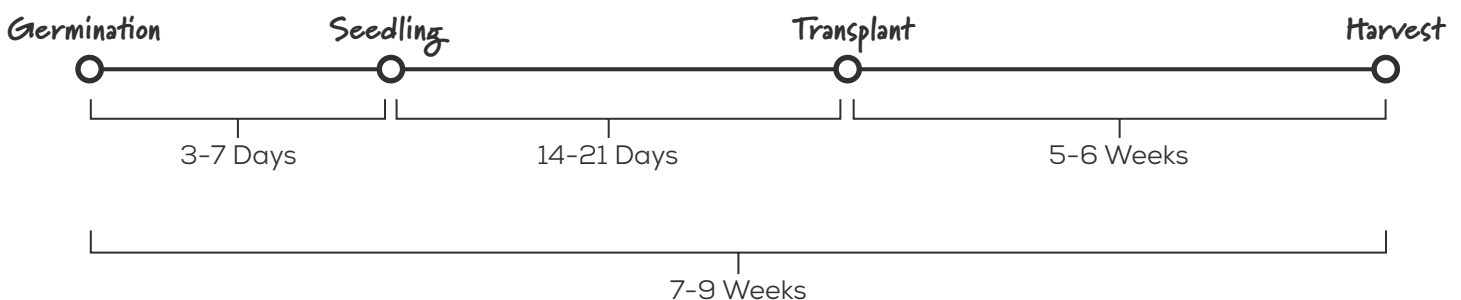 Germination Seedling Transplant Harvest
3-7 Days 14-21 Days 5-6 Weeks
7-9 Weeks